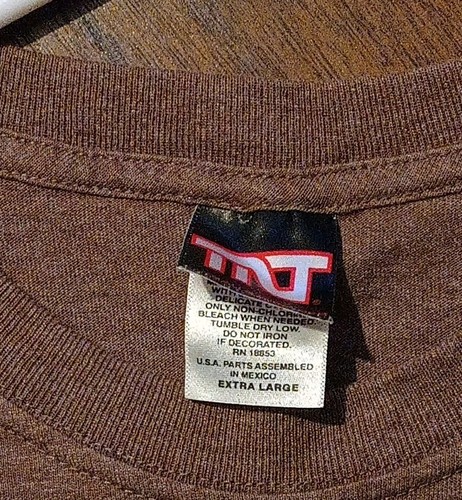 TNT
DELICATE
ONLY NON-CHLORINE
BLEACH WHEN NEEDED.
TUMBLE DRY LOW.
DO NOT IRON
IF DECORATED.
RN 18853
U.S.A. PARTS ASSEMBLED
IN MEXICO
EXTRA LARGE